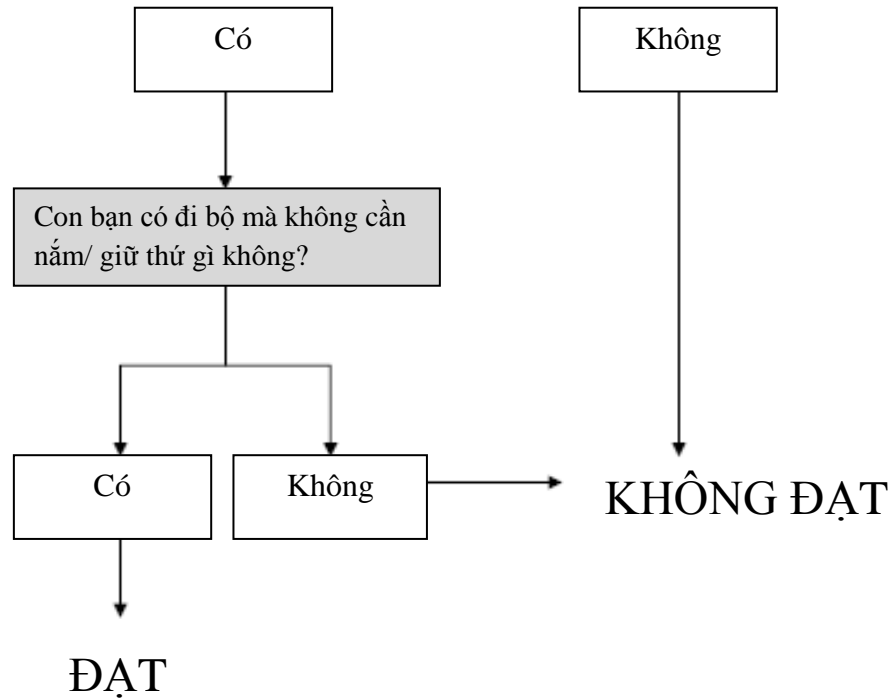 Có
Không
Con bạn có đi bộ mà không cần
nắm/ giữ thứ gì không?
Có
Không
KHÔNG ĐẠT
ĐẠT